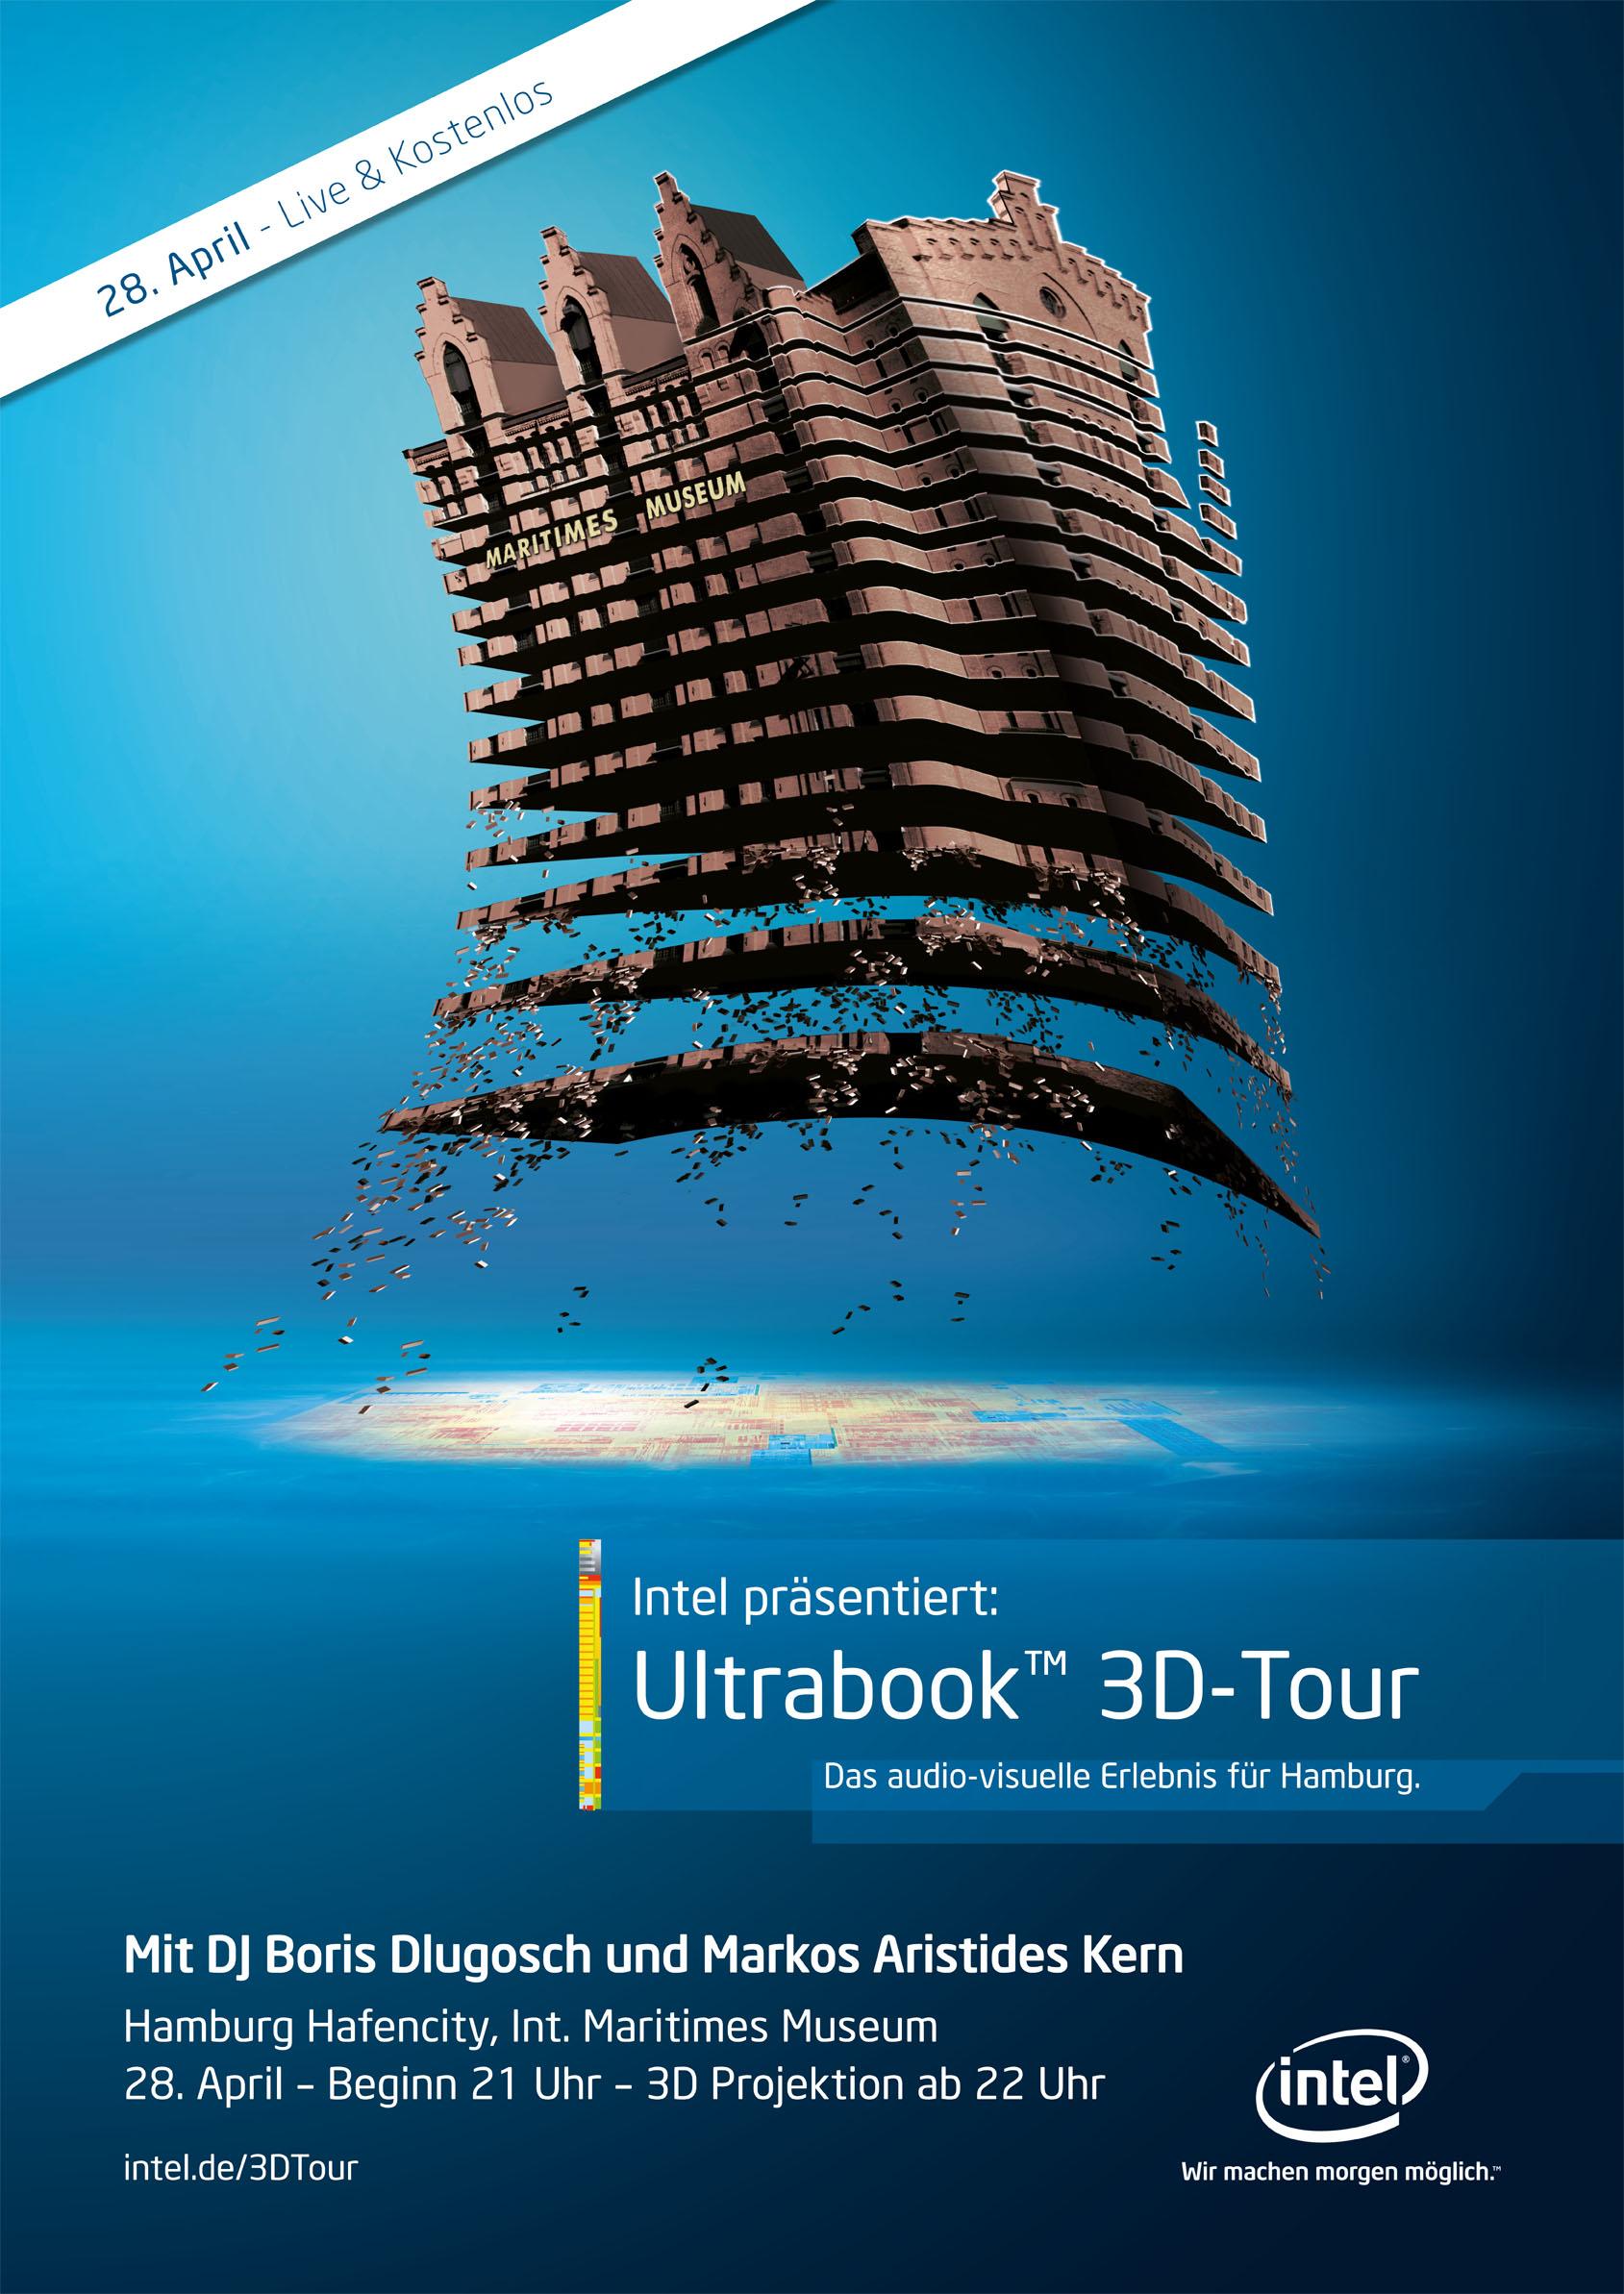 28. April - Live & Kostenlos
MARITIMES MUSEUM
Intel präsentiert:
Ultrabook™ 3D-Tour
Das audio-visuelle Erlebnis für Hamburg.
Mit DJ Boris Dlugosch und Markos Aristides Kern
Hamburg Hafencity, Int. Maritimes Museum
28. April – Beginn 21 Uhr – 3D Projektion ab 22 Uhr
intel.de/3DTour
intel®
Wir machen morgen möglich.™